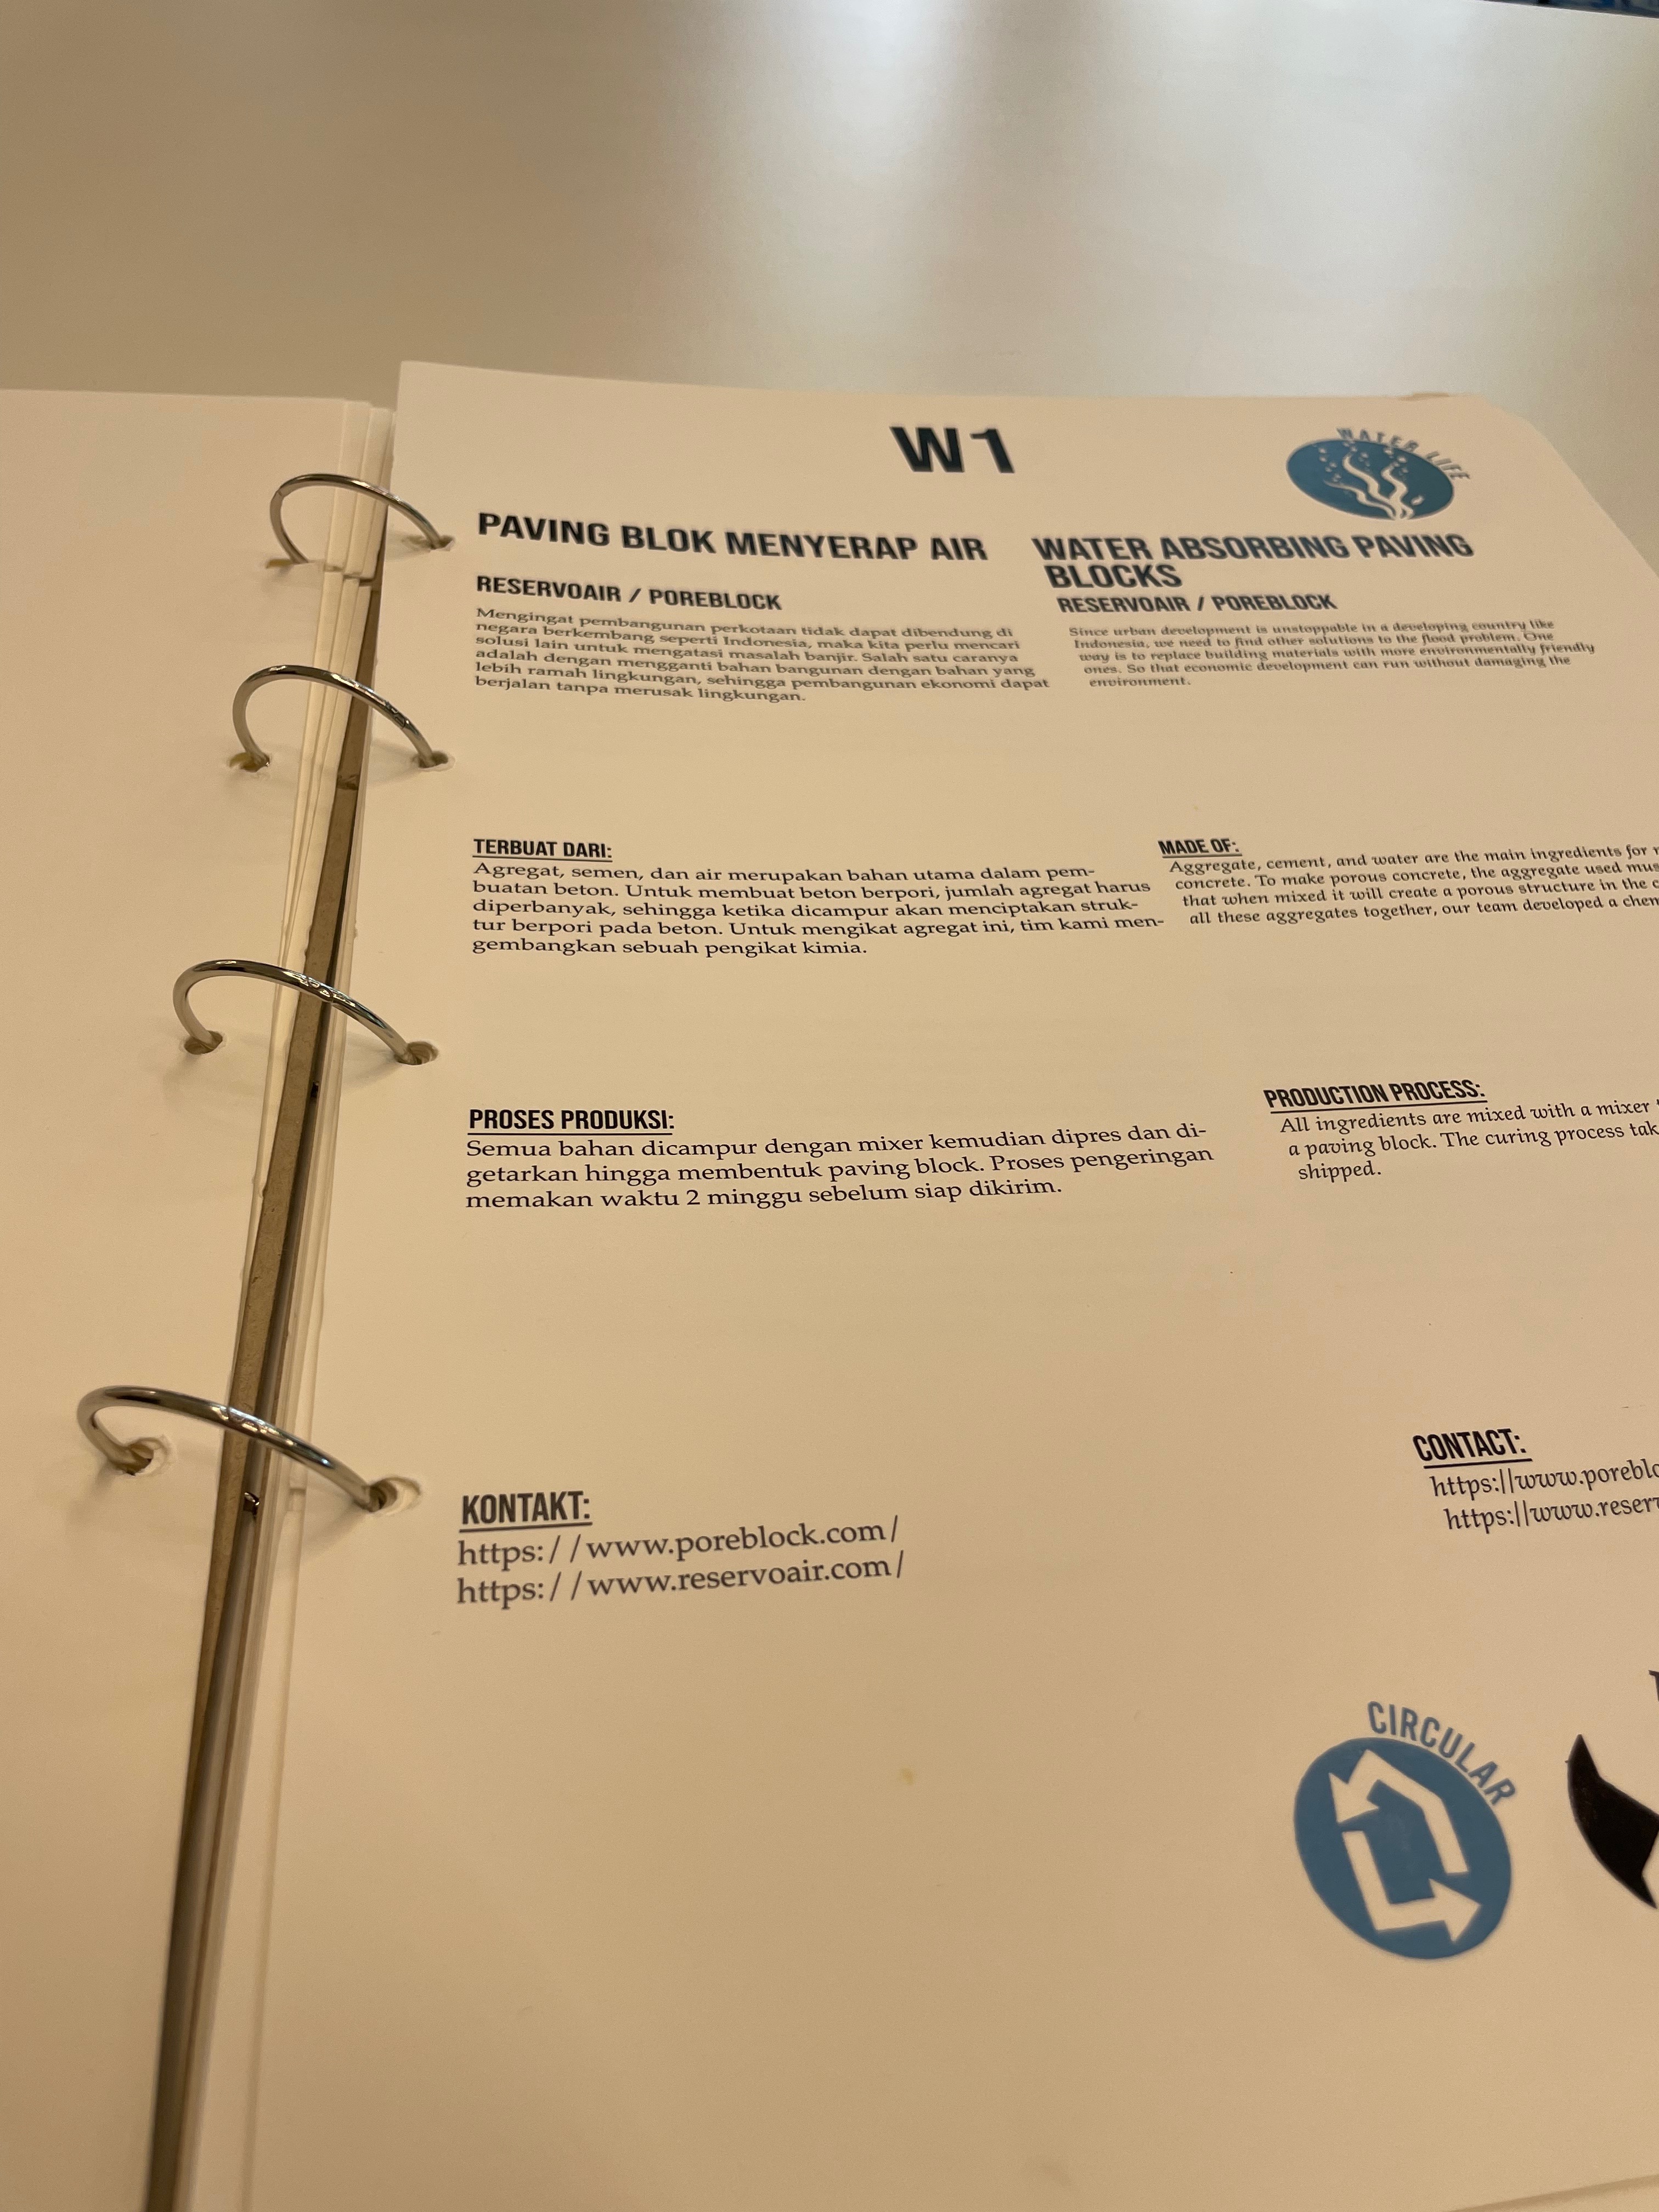 W1
WATER LIFE
PAVING BLOK MENYERAP AIR
RESERVOAIR / POREBLOCK
Mengingat pembangunan perkotaan tidak dapat dibendung di
negara berkembang seperti Indonesia, maka kita perlu mencari
solusi lain untuk mengatasi masalah banjir. Salah satu caranya
adalah dengan mengganti bahan bangunan dengan bahan yang
lebih ramah lingkungan, sehingga pembangunan ekonomi dapat
berjalan tanpa merusak lingkungan.
WATER ABSORBING PAVING
BLOCKS
RESERVOAIR / POREBLOCK
Since urban development is unstoppable in a developing country like
Indonesia, we need to find other solutions to the flood problem. One
way is to replace building materials with more environmentally friendly
ones. So that economic development can run without damaging the
environment.
TERBUAT DARI:
Agregat, semen, dan air merupakan bahan utama dalam pem-
buatan beton. Untuk membuat beton berpori, jumlah agregat harus
diperbanyak, sehingga ketika dicampur akan menciptakan struk-
tur berpori pada beton. Untuk mengikat agregat ini, tim kami men-
gembangkan sebuah pengikat kimia.
MADE OF:
Aggregate, cement, and water are the main ingredients for
concrete. To make porous concrete, the aggregate used
that when mixed it will create a porous structure in the
all these aggregates together, our team developed a
PROSES PRODUKSI:
Semua bahan dicampur dengan mixer kemudian dipres dan di-
getarkan hingga membentuk paving block. Proses pengeringan
memakan waktu 2 minggu sebelum siap dikirim.
PRODUCTION PROCESS:
All ingredients are mixed with a mixer
a paving block. The curing process
shipped.
KONTAKT:
https://www.poreblock.com/
https://www.reservoair.com/
CONTACT:
https://www.poreblo
https://www.reser
CIRCULAR